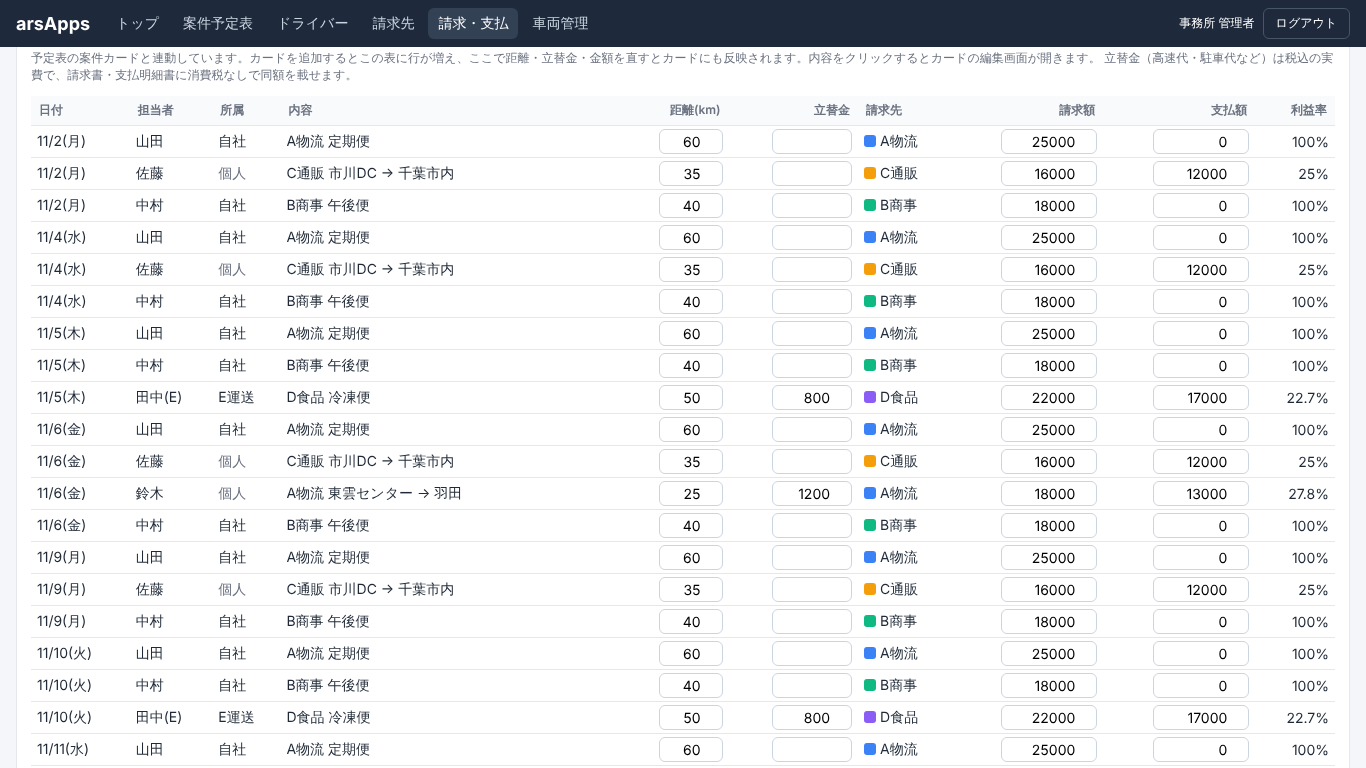 arsApps トップ 案件予定表 ドライバー 請求先 請求・支払 車両管理 事務所 管理者 ログアウト
予定表の案件カードと連動しています。カードを追加するとこの表に行が増え、ここで距離・立替金・金額を直すとカードにも反映されます。内容をクリックするとカードの編集画面が開きます。 立替金（高速代・駐車代など）は税込の実
費で、請求書・支払明細書に消費税なしで同額を載せます。
日付 担当者 所属 内容 距離(km) 立替金 請求先 請求額 支払額 利益率
11/2(月) 山田 自社 A物流 定期便 60 A物流 25000 0 100%
11/2(月) 佐藤 個人 C通販 市川DC → 千葉市内 35 C通販 16000 12000 25%
11/2(月) 中村 自社 B商事 午後便 40 B商事 18000 0 100%
11/4(水) 山田 自社 A物流 定期便 60 A物流 25000 0 100%
11/4(水) 佐藤 個人 C通販 市川DC → 千葉市内 35 C通販 16000 12000 25%
11/4(水) 中村 自社 B商事 午後便 40 B商事 18000 0 100%
11/5(木) 山田 自社 A物流 定期便 60 A物流 25000 0 100%
11/5(木) 中村 自社 B商事 午後便 40 B商事 18000 0 100%
11/5(木) 田中(E) E運送 D食品 冷凍便 50 800 D食品 22000 17000 22.7%
11/6(金) 山田 自社 A物流 定期便 60 A物流 25000 0 100%
11/6(金) 佐藤 個人 C通販 市川DC → 千葉市内 35 C通販 16000 12000 25%
11/6(金) 鈴木 個人 A物流 東雲センター → 羽田 25 1200 A物流 18000 13000 27.8%
11/6(金) 中村 自社 B商事 午後便 40 B商事 18000 0 100%
11/9(月) 山田 自社 A物流 定期便 60 A物流 25000 0 100%
11/9(月) 佐藤 個人 C通販 市川DC → 千葉市内 35 C通販 16000 12000 25%
11/9(月) 中村 自社 B商事 午後便 40 B商事 18000 0 100%
11/10(火) 山田 自社 A物流 定期便 60 A物流 25000 0 100%
11/10(火) 中村 自社 B商事 午後便 40 B商事 18000 0 100%
11/10(火) 田中(E) E運送 D食品 冷凍便 50 800 D食品 22000 17000 22.7%
11/11(水) 山田 自社 A物流 定期便 60 A物流 25000 0 100%